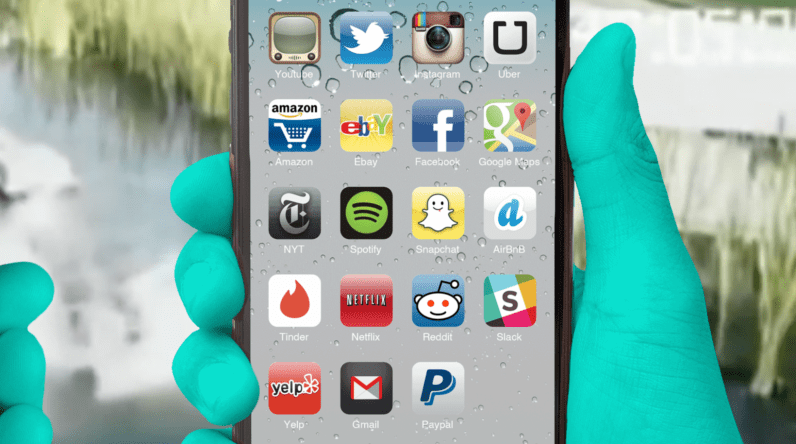 Youtube
Twitter
Instagram
Uber
amazon
ebaY
Amazon
Ebay
Facebook
Google Maps
NYT
Spotify
Snapchat
AirBnB
NETFLIX
S
Tinder
Netflix
Reddit
Slack
yelp
Yelp
Gmail
Paypal